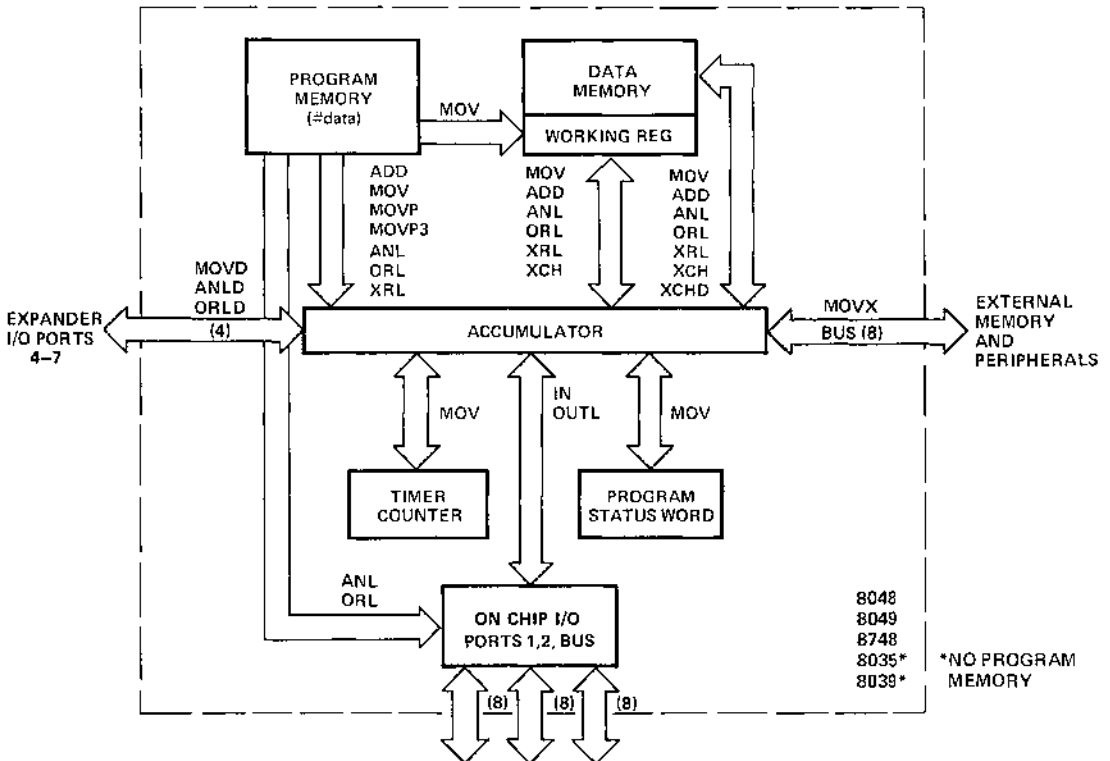 PROGRAM
MEMORY
(#data)
MOV
DATA
MEMORY
WORKING REG
ADD
MOV
MOVP
MOVP3
ANL
ORL
XRL
MOV
ADD
ANL
ORL
XRL
XCH
MOV
ADD
ANL
ORL
XRL
XCH
XCHD
MOVD
ANLD
ORLD
(4)
EXPANDER
I/O PORTS
4–7
ACCUMULATOR
MOVX
BUS (8)
EXTERNAL
MEMORY
AND
PERIPHERALS
MOV
IN
OUTL
MOV
TIMER
COUNTER
PROGRAM
STATUS WORD
ANL
ORL
ON CHIP I/O
PORTS 1,2, BUS
8048
8049
8748
8035*
8039*
*NO PROGRAM
MEMORY
(8)
(8)
(8)